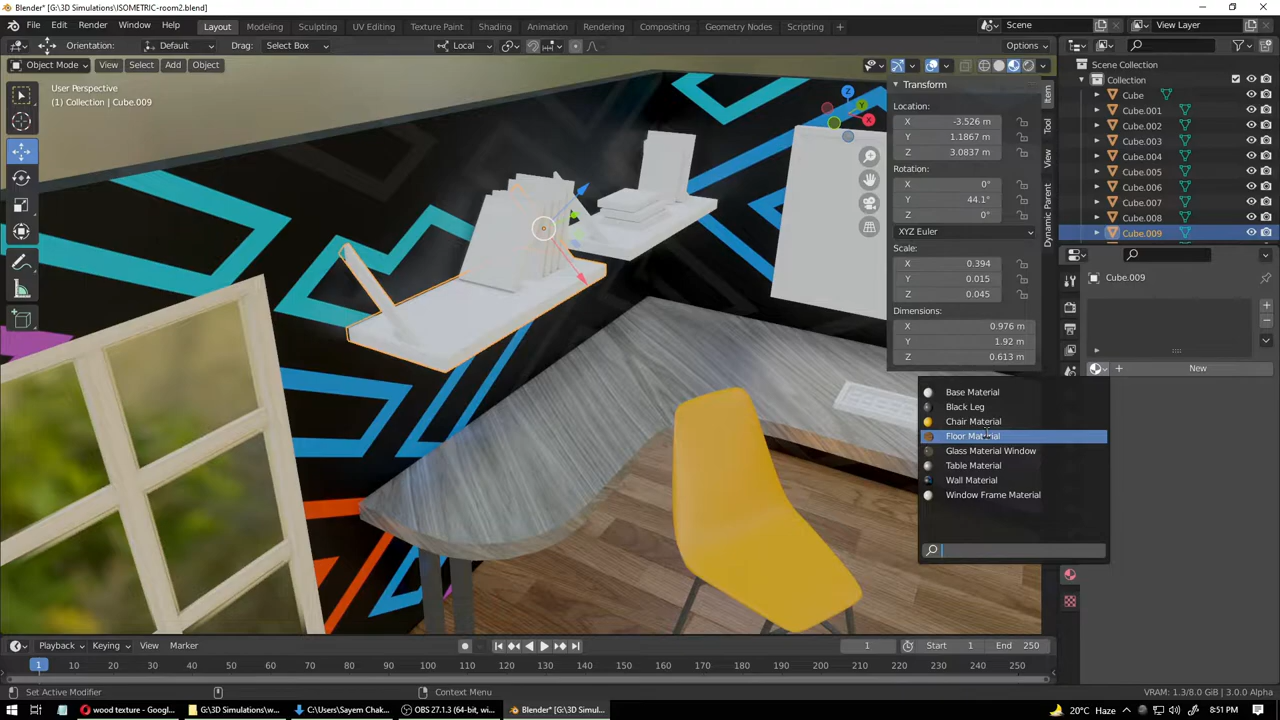 Blender* [G:\3D Simulations\ISOMETRIC-room2.blend]
File Edit Render Window Help Layout Modeling Sculpting UV Editing Texture Paint Shading Animation Rendering Compositing Geometry Nodes Scripting Scene View Layer
Orientation: Default Drag: Select Box Local Options
Object Mode View Select Add Object
User Perspective
(1) Collection | Cube.009
Transform
Location:
X -3.526 m
Y 1.1867 m
Z 3.0837 m
Rotation:
X 0°
Y 44.1°
Z 0°
XYZ Euler
Scale:
X 0.394
Y 0.015
Z 0.045
Dimensions:
X 0.976 m
Y 1.92 m
Z 0.613 m
Item
Tool
View
Dynamic Parent
Z
Y
X
Scene Collection
Collection
Cube
Cube.001
Cube.002
Cube.003
Cube.004
Cube.005
Cube.006
Cube.007
Cube.008
Cube.009
Cube.009
New
Base Material
Black Leg
Chair Material
Floor Material
Glass Material Window
Table Material
Wall Material
Window Frame Material
Playback Keying View Marker 1 Start 1 End 250
1 10 20 30 40 50 60 70 80 90 100 110 120 130 140 150 160 170 180 190 200 210 220 230 240 250
Set Active Modifier Context Menu VRAM: 1.3/8.0 GiB | 3.0.0 Alpha
wood texture - Googl... G:\3D Simulations\w... C:\Users\Sayem Chak... OBS 27.1.3 (64-bit, wi... Blender* [G:\3D Simul... 20°C Haze 8:51 PM